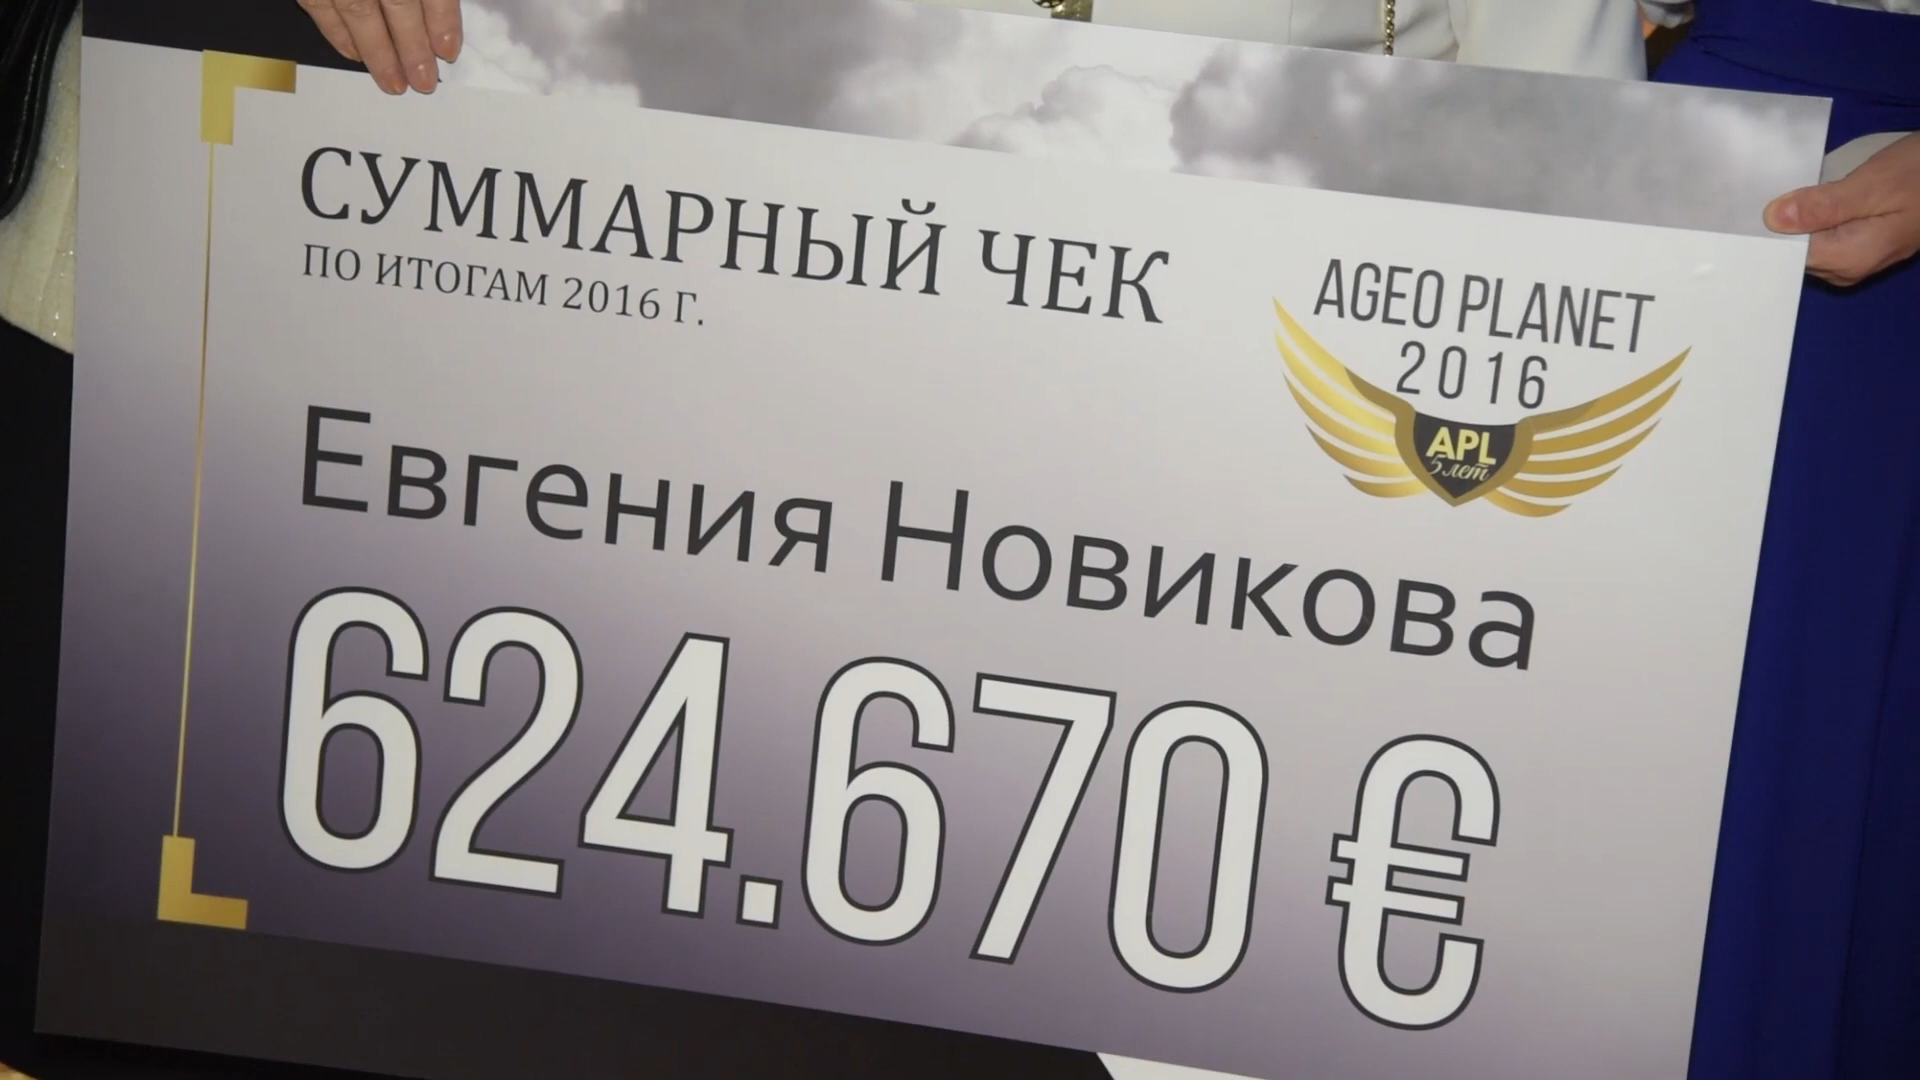 СУММАРНЫЙ ЧЕК
ПО ИТОГАМ 2016 Г.
AGEO PLANET
2016
APL
5 лет
Евгения Новикова
624.670 €